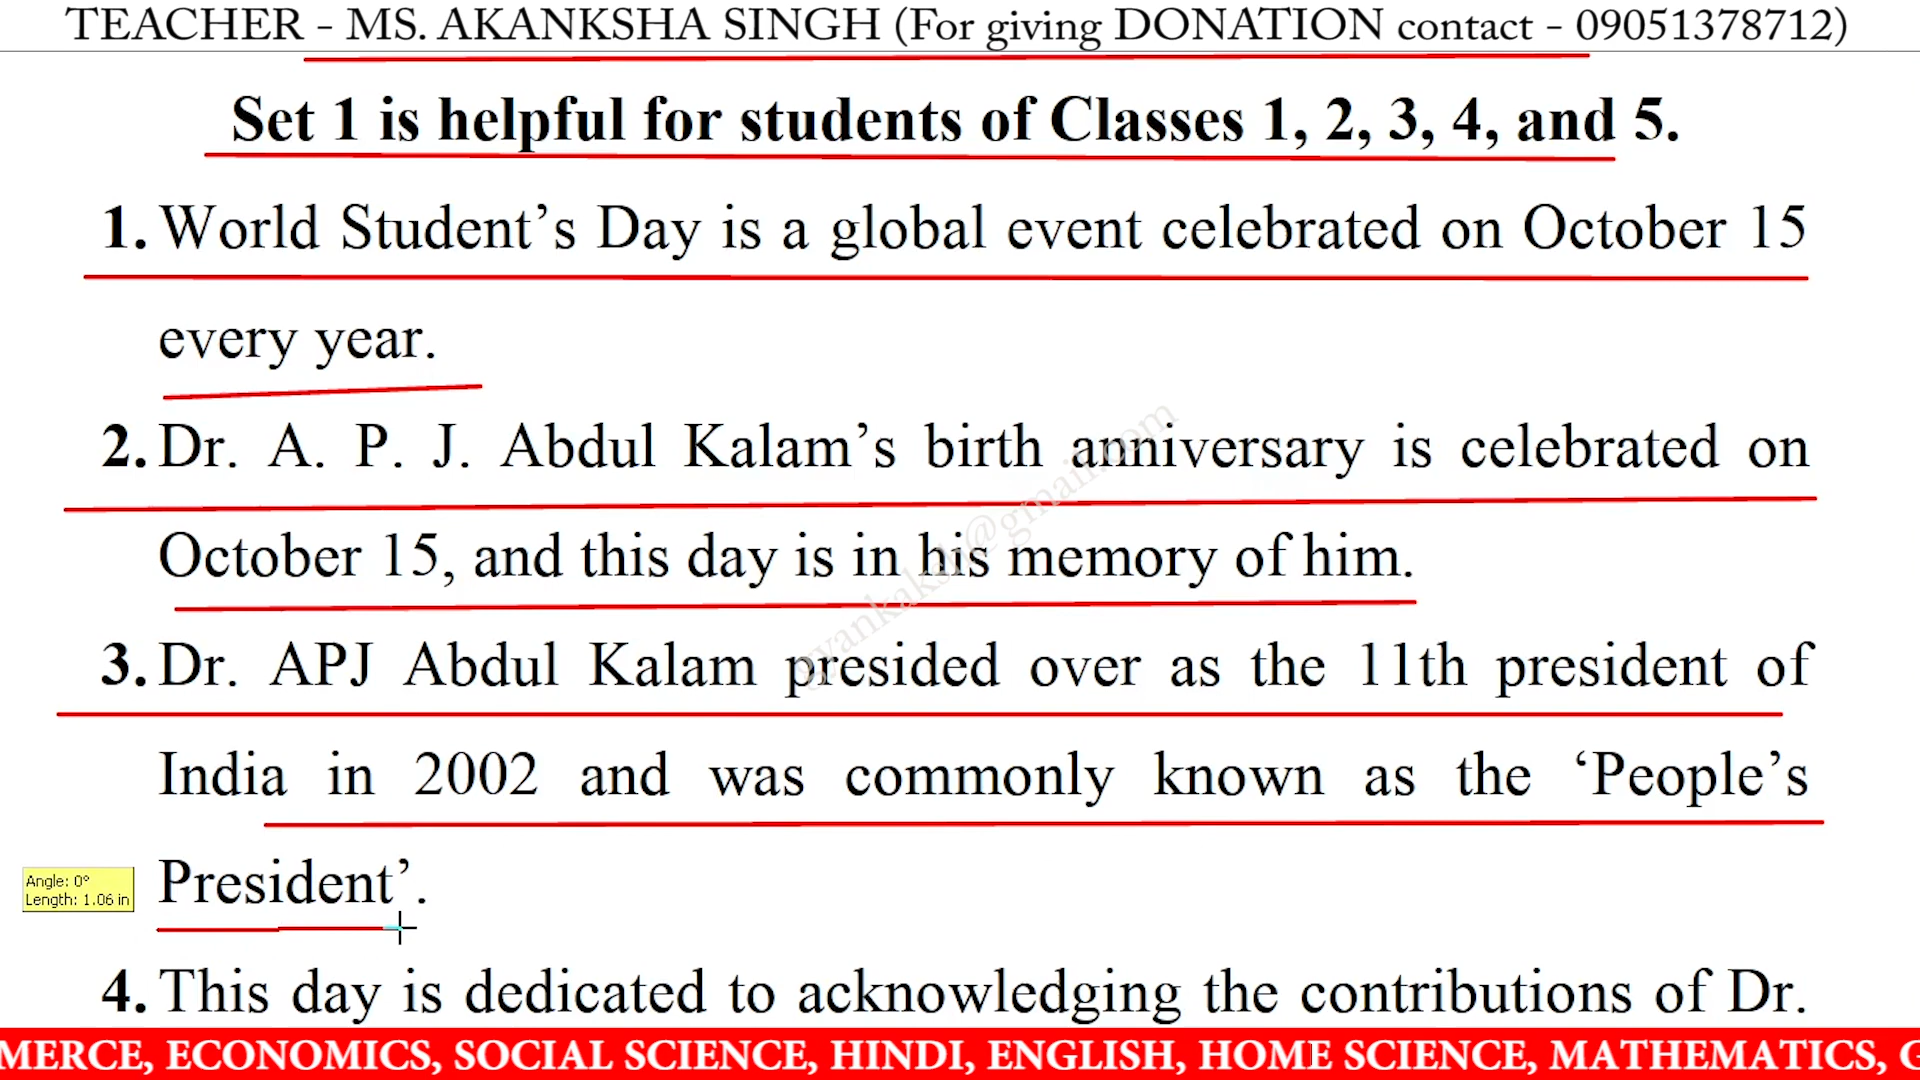 TEACHER - MS. AKANKSHA SINGH (For giving DONATION contact - 09051378712)
Set 1 is helpful for students of Classes 1, 2, 3, 4, and 5.
1. World Student’s Day is a global event celebrated on October 15
every year.
2. Dr. A. P. J. Abdul Kalam’s birth anniversary is celebrated on
October 15, and this day is in his memory of him.
3. Dr. APJ Abdul Kalam presided over as the 11th president of
India in 2002 and was commonly known as the ‘People’s
President’.
Angle: 0°
Length: 1.06 in
4. This day is dedicated to acknowledging the contributions of Dr.
MERCE, ECONOMICS, SOCIAL SCIENCE, HINDI, ENGLISH, HOME SCIENCE, MATHEMATICS, G
gyankaksh@gmail.com